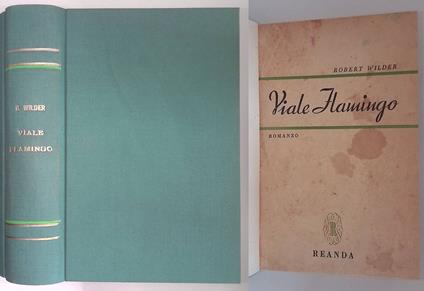 R. WILDER
VIALE
FLAMINGO
ROBERT WILDER
Viale Flamingo
ROMANZO
R
REANDA